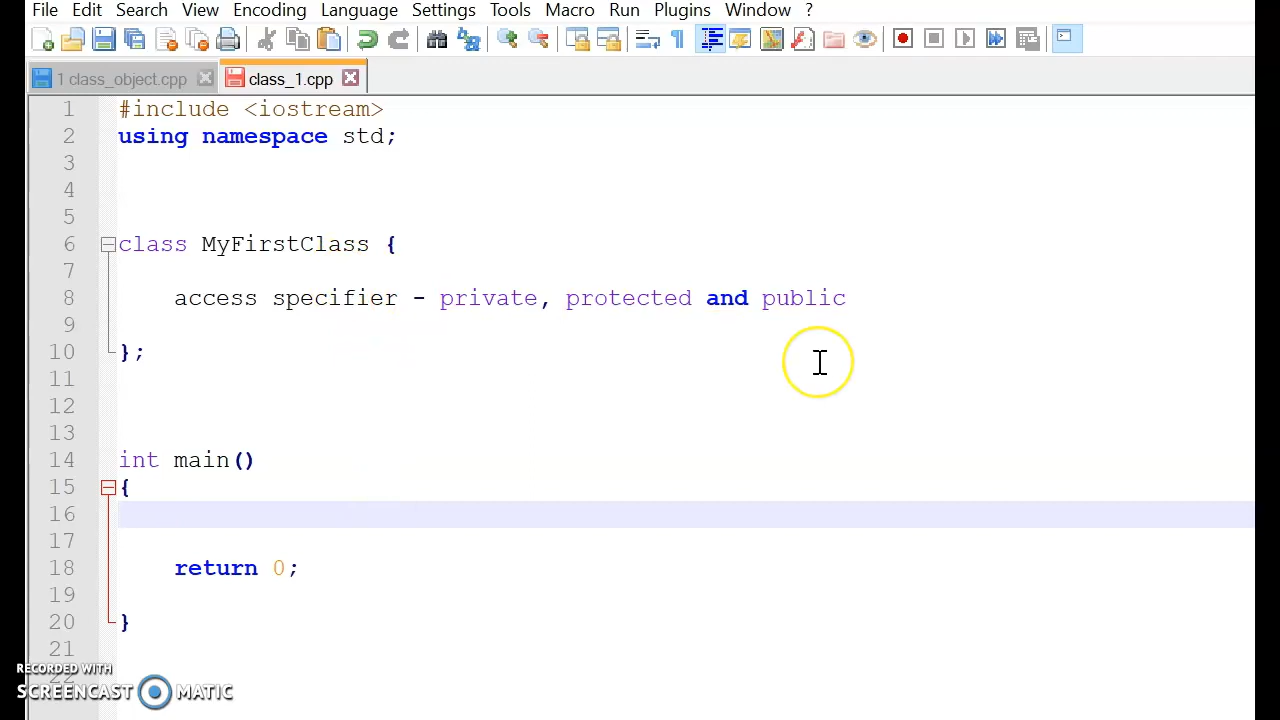 File Edit Search View Encoding Language Settings Tools Macro Run Plugins Window ?
1 class_object.cpp class_1.cpp
1 #include <iostream>
2 using namespace std;
3
4
5
6 class MyFirstClass {
7
8 access specifier - private, protected and public
9
10 };
11
12
13
14 int main()
15 {
16
17
18 return 0;
19
20 }
21
22
RECORDED WITH
SCREENCAST MATIC